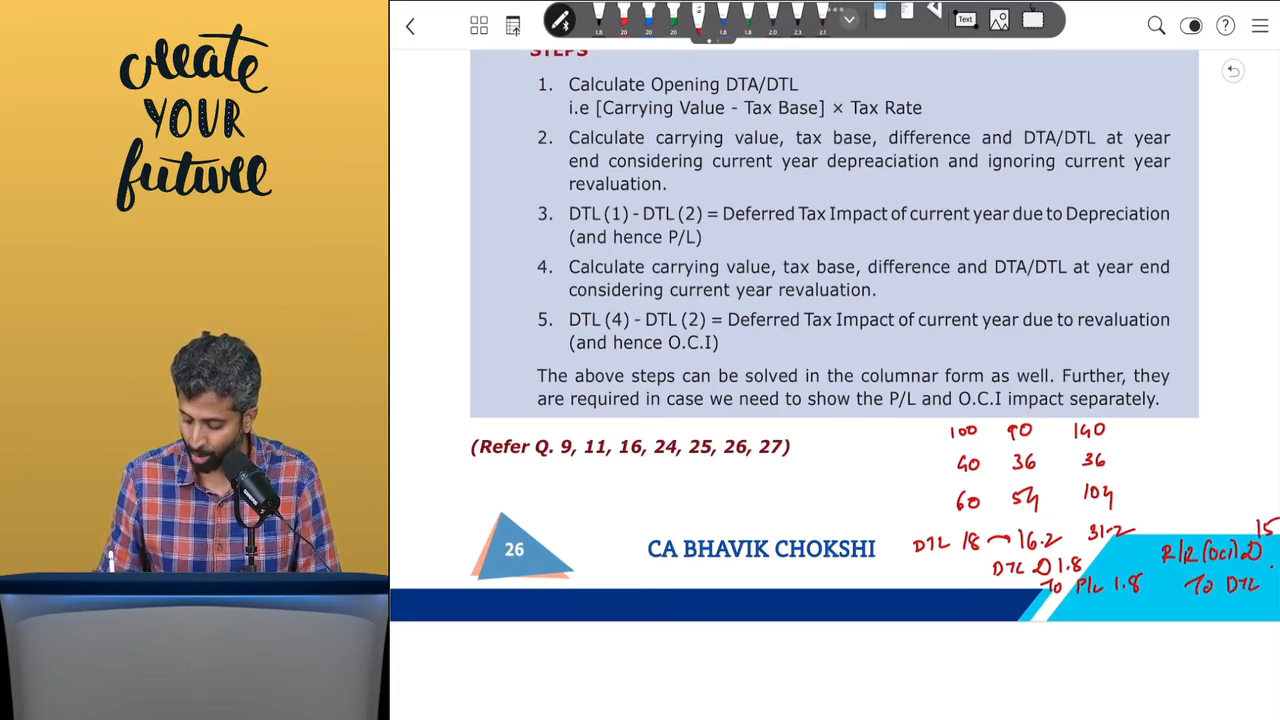 create
YOUR
future
Text
STEPS
1. Calculate Opening DTA/DTL
i.e [Carrying Value - Tax Base] × Tax Rate
2. Calculate carrying value, tax base, difference and DTA/DTL at year
end considering current year depreaciation and ignoring current year
revaluation.
3. DTL (1) - DTL (2) = Deferred Tax Impact of current year due to Depreciation
(and hence P/L)
4. Calculate carrying value, tax base, difference and DTA/DTL at year end
considering current year revaluation.
5. DTL (4) - DTL (2) = Deferred Tax Impact of current year due to revaluation
(and hence O.C.I)
The above steps can be solved in the columnar form as well. Further, they
are required in case we need to show the P/L and O.C.I impact separately.
(Refer Q. 9, 11, 16, 24, 25, 26, 27)
100 90 140
40 36 36
60 54 104
DTL 18 16.2 31.2
DTL D 1.8
To P/L 1.8
15
R/R (OCI) D
To DTL
26
CA BHAVIK CHOKSHI